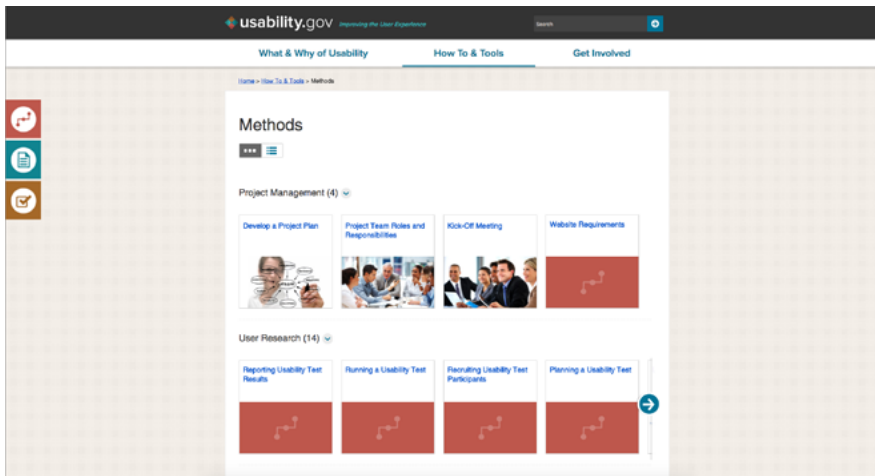 usability.gov Improving the User Experience
Search
What & Why of Usability How To & Tools Get Involved
Home > How To & Tools > Methods
Methods
Project Management (4)
Develop a Project Plan
Project Team Roles and
Responsibilities
Kick-Off Meeting
Website Requirements
User Research (14)
Reporting Usability Test
Results
Running a Usability Test
Recruiting Usability Test
Participants
Planning a Usability Test